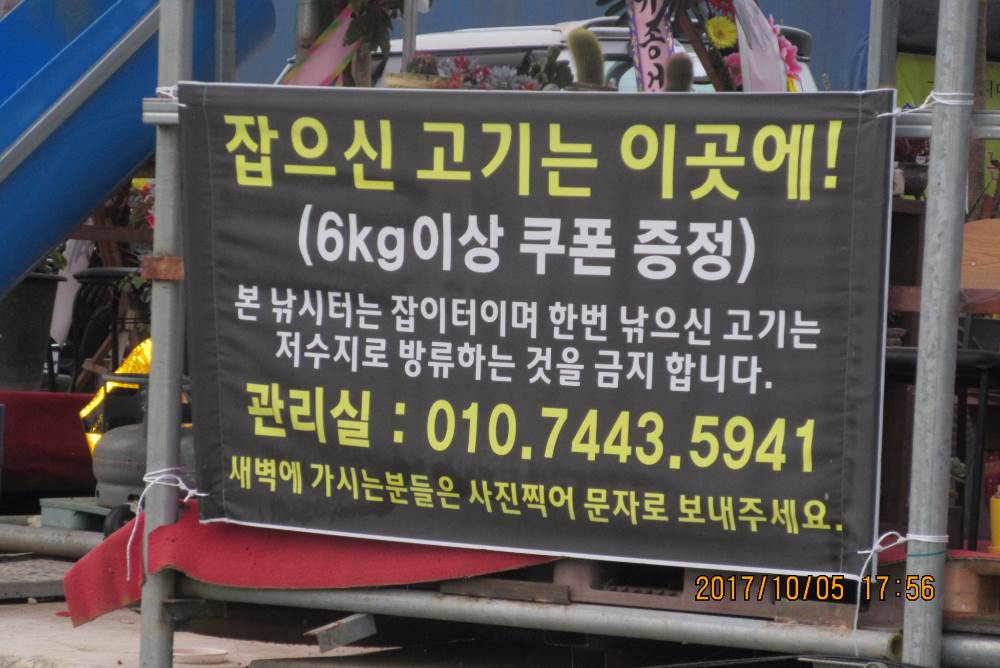 잡으신 고기는 이곳에!
(6kg이상 쿠폰 증정)
본 낚시터는 잡이터이며 한번 낚으신 고기는
저수지로 방류하는 것을 금지 합니다.
관리실 : 010.7443.5941
새벽에 가시는분들은 사진찍어 문자로 보내주세요.
2017/10/05 17:56